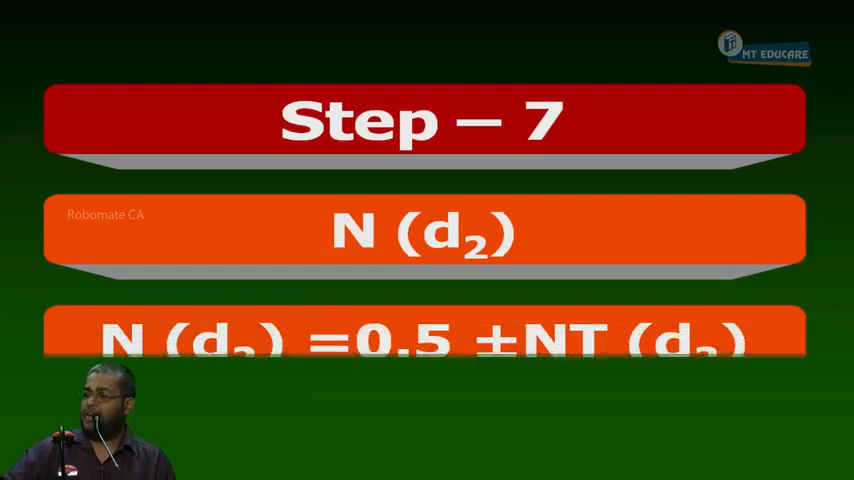 MT EDUCARE
Step – 7
Robomate CA
N (d₂)
N (d₂) =0.5 ±NT (d₂)